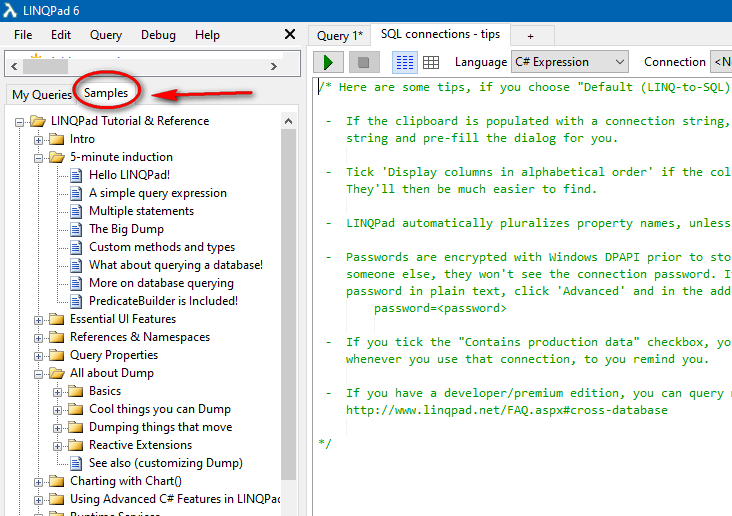 LINQPad 6
File Edit Query Debug Help
Query 1* SQL connections - tips +
Language C# Expression Connection <N
My Queries Samples
LINQPad Tutorial & Reference
Intro
5-minute induction
Hello LINQPad!
A simple query expression
Multiple statements
The Big Dump
Custom methods and types
What about querying a database!
More on database querying
PredicateBuilder is Included!
Essential UI Features
References & Namespaces
Query Properties
All about Dump
Basics
Cool things you can Dump
Dumping things that move
Reactive Extensions
See also (customizing Dump)
Charting with Chart()
Using Advanced C# Features in LINQPad
/* Here are some tips, if you choose "Default (LINQ-to-SQL)
- If the clipboard is populated with a connection string,
string and pre-fill the dialog for you.
- Tick 'Display columns in alphabetical order' if the col
They'll then be much easier to find.
- LINQPad automatically pluralizes property names, unless
- Passwords are encrypted with Windows DPAPI prior to sto
someone else, they won't see the connection password. I
password in plain text, click 'Advanced' and in the add
password=<password>
- If you tick the "Contains production data" checkbox, yo
whenever you use that connection, to you remind you.
- If you have a developer/premium edition, you can query
http://www.linqpad.net/FAQ.aspx#cross-database
*/